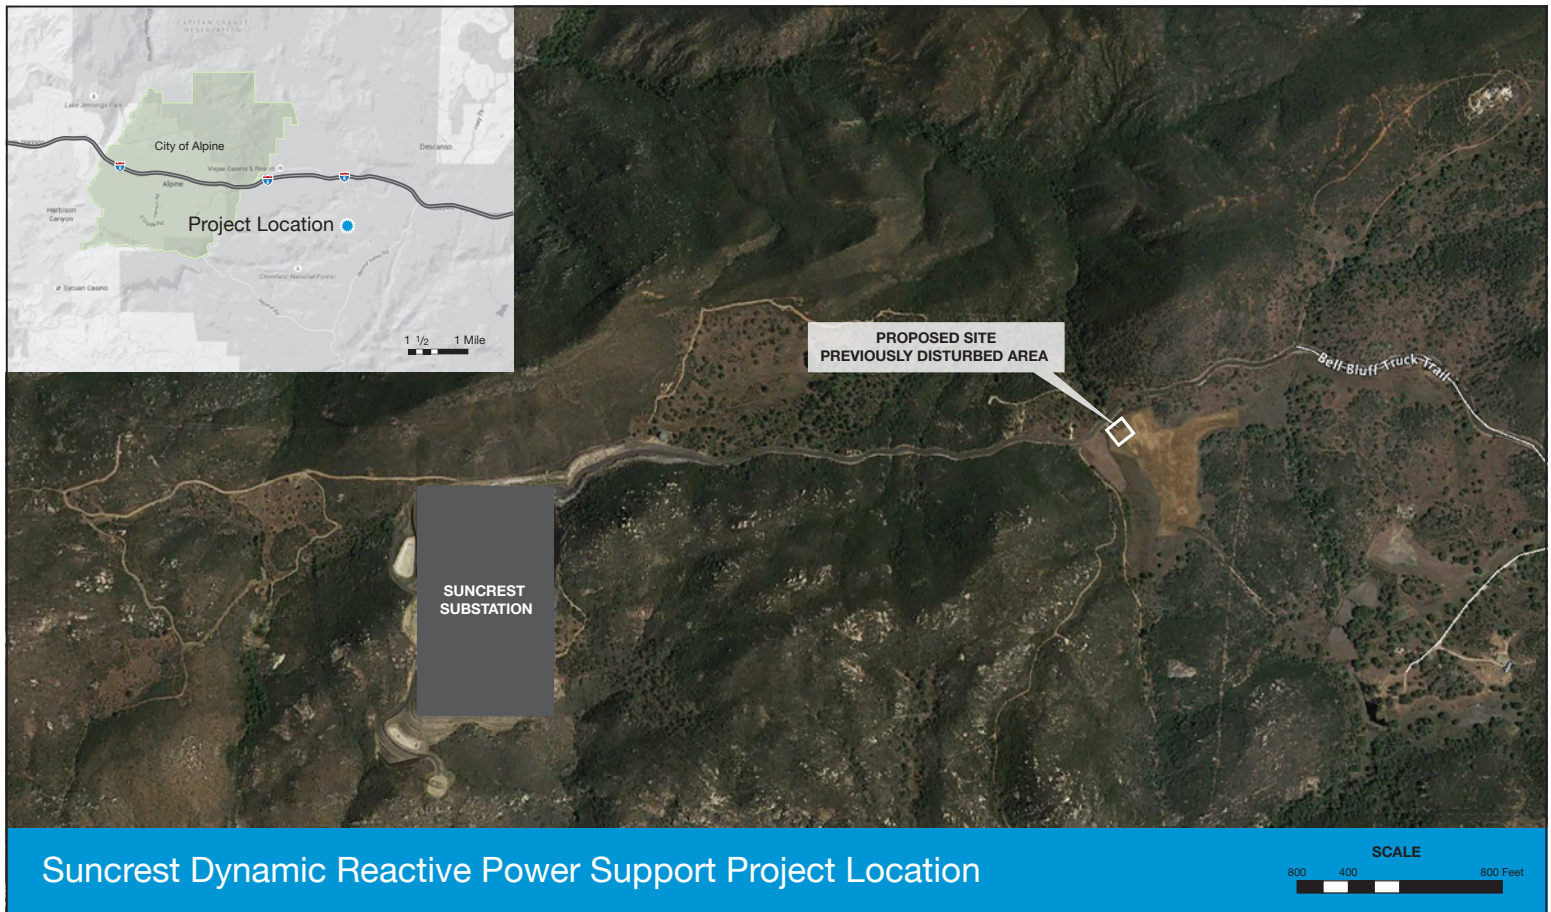 CAPITAN GRANDE
RESERVATION
Lake Jennings Park
City of Alpine
Descanso
Viejas Casino & Resort
Alpine
Harbison
Canyon
Project Location
Cleveland National Forest
Sycuan Casino
1 1/2 1 Mile
PROPOSED SITE
PREVIOUSLY DISTURBED AREA
Bell Bluff Truck Trail
SUNCREST
SUBSTATION
Suncrest Dynamic Reactive Power Support Project Location
SCALE
800 400 800 Feet